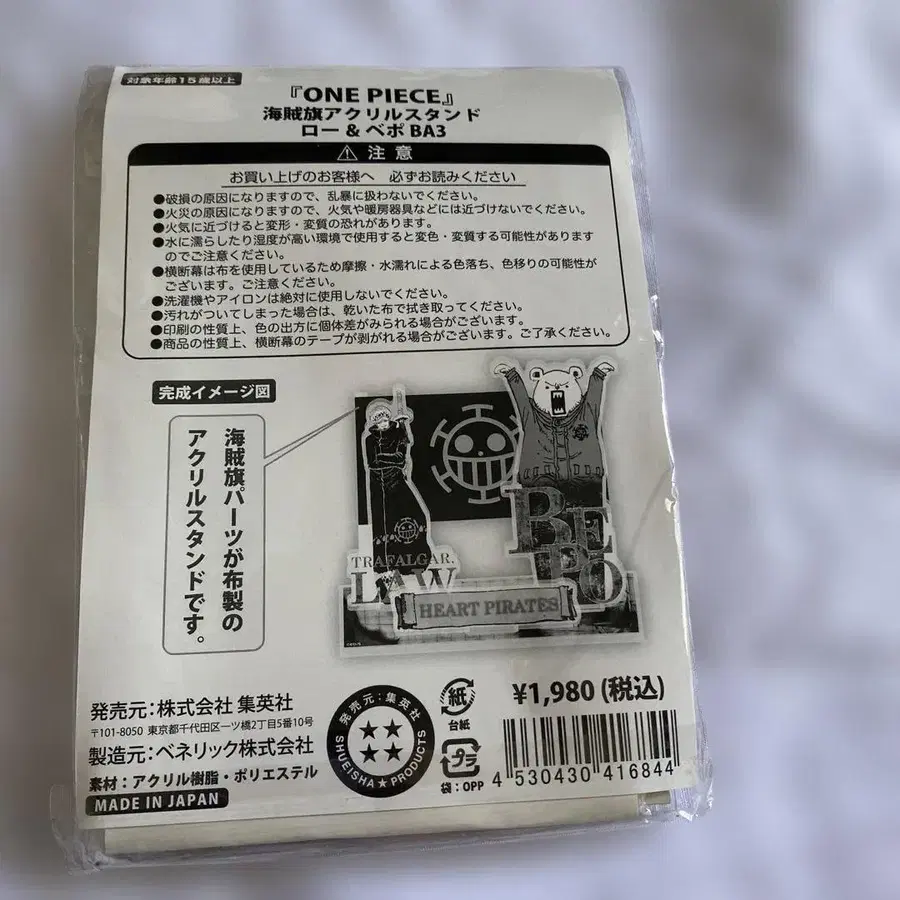 対象年齢15歳以上
『ONE PIECE』
海賊旗アクリルスタンド
ロー & ベポ BA3
注意
お買い上げのお客様へ 必ずお読みください
●破損の原因になりますので、乱暴に扱わないでください。
●火災の原因になりますので、火気や暖房器具などには近づけないでください。
●火気に近づけると変形・変質の恐れがあります。
●水に濡らしたり湿度が高い環境で使用すると変色・変質する可能性があります
のでご注意ください。
●横断幕は布を使用しているため摩擦・水濡れによる色落ち、色移りの可能性が
ございます。ご注意ください。
●洗濯機やアイロンは絶対に使用しないでください。
●汚れがついてしまった場合は、乾いた布で拭き取ってください。
●印刷の性質上、色の出方に個体差がみられる場合がございます。
●商品の性質上、横断幕のテープが剥がれる場合がございます。ご了承ください。
完成イメージ図
海賊旗パーツが布製の
アクリルスタンドです。
TRAFALGAR.
LAW
BE
PO
HEART PIRATES
発売元:株式会社 集英社
〒101-8050 東京都千代田区一ツ橋2丁目5番10号
製造元:ベネリック株式会社
素材:アクリル樹脂・ポリエステル
MADE IN JAPAN
発売元:集英社
SHUEISHA★PRODUCTS
紙
台紙
プラ
袋:OPP
¥1,980 (税込)
4 530430 416844